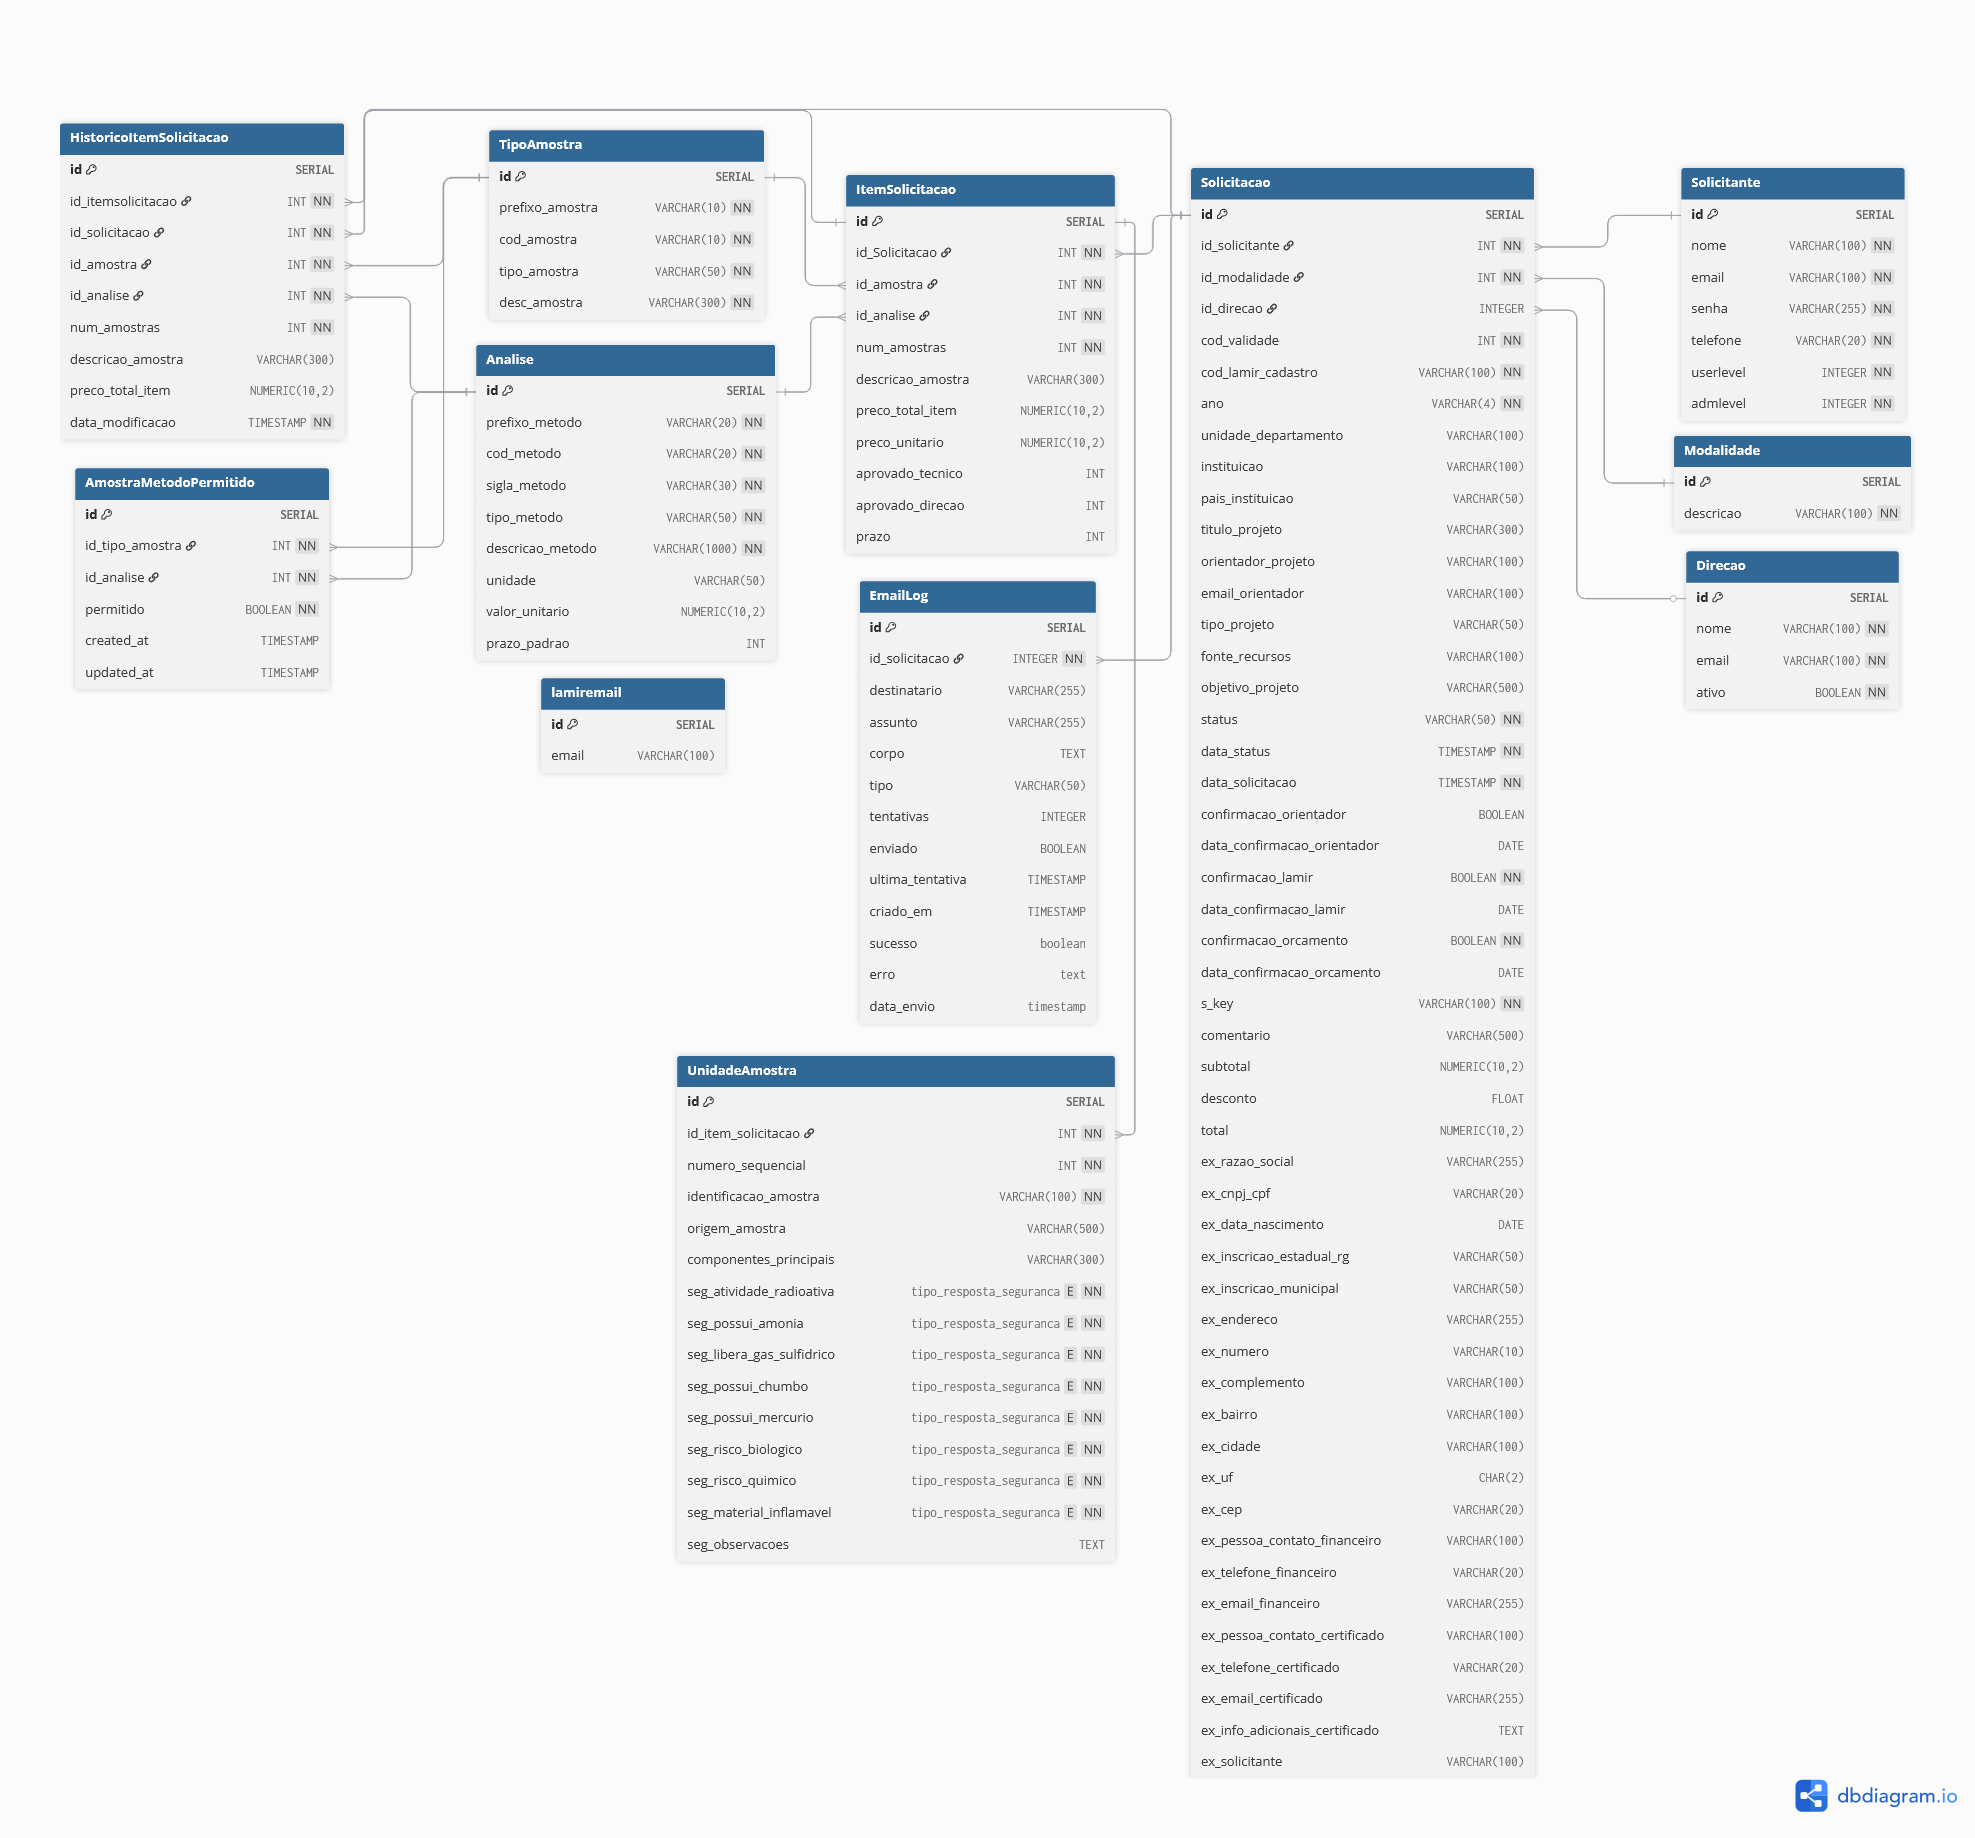 HistoricoItemSolicitacao
id SERIAL
id_itemsolicitacao INT NN
id_solicitacao INT NN
id_amostra INT NN
id_analise INT NN
num_amostras INT NN
descricao_amostra VARCHAR(300)
preco_total_item NUMERIC(10,2)
data_modificacao TIMESTAMP NN
AmostraMetodoPermitido
id SERIAL
id_tipo_amostra INT NN
id_analise INT NN
permitido BOOLEAN NN
created_at TIMESTAMP
updated_at TIMESTAMP
TipoAmostra
id SERIAL
prefixo_amostra VARCHAR(10) NN
cod_amostra VARCHAR(10) NN
tipo_amostra VARCHAR(50) NN
desc_amostra VARCHAR(300) NN
Analise
id SERIAL
prefixo_metodo VARCHAR(20) NN
cod_metodo VARCHAR(20) NN
sigla_metodo VARCHAR(30) NN
tipo_metodo VARCHAR(50) NN
descricao_metodo VARCHAR(1000) NN
unidade VARCHAR(50)
valor_unitario NUMERIC(10,2)
prazo_padrao INT
lamiremail
id SERIAL
email VARCHAR(100)
ItemSolicitacao
id SERIAL
id_Solicitacao INT NN
id_amostra INT NN
id_analise INT NN
num_amostras INT NN
descricao_amostra VARCHAR(300)
preco_total_item NUMERIC(10,2)
preco_unitario NUMERIC(10,2)
aprovado_tecnico INT
aprovado_direcao INT
prazo INT
EmailLog
id SERIAL
id_solicitacao INTEGER NN
destinatario VARCHAR(255)
assunto VARCHAR(255)
corpo TEXT
tipo VARCHAR(50)
tentativas INTEGER
enviado BOOLEAN
ultima_tentativa TIMESTAMP
criado_em TIMESTAMP
sucesso boolean
erro text
data_envio timestamp
UnidadeAmostra
id SERIAL
id_item_solicitacao INT NN
numero_sequencial INT NN
identificacao_amostra VARCHAR(100) NN
origem_amostra VARCHAR(500)
componentes_principais VARCHAR(300)
seg_atividade_radioativa tipo_resposta_seguranca E NN
seg_possui_amonia tipo_resposta_seguranca E NN
seg_libera_gas_sulfidrico tipo_resposta_seguranca E NN
seg_possui_chumbo tipo_resposta_seguranca E NN
seg_possui_mercurio tipo_resposta_seguranca E NN
seg_risco_biologico tipo_resposta_seguranca E NN
seg_risco_quimico tipo_resposta_seguranca E NN
seg_material_inflamavel tipo_resposta_seguranca E NN
seg_observacoes TEXT
Solicitacao
id SERIAL
id_solicitante INT NN
id_modalidade INT NN
id_direcao INTEGER
cod_validade INT NN
cod_lamir_cadastro VARCHAR(100) NN
ano VARCHAR(4) NN
unidade_departamento VARCHAR(100)
instituicao VARCHAR(100)
pais_instituicao VARCHAR(50)
titulo_projeto VARCHAR(300)
orientador_projeto VARCHAR(100)
email_orientador VARCHAR(100)
tipo_projeto VARCHAR(50)
fonte_recursos VARCHAR(100)
objetivo_projeto VARCHAR(500)
status VARCHAR(50) NN
data_status TIMESTAMP NN
data_solicitacao TIMESTAMP NN
confirmacao_orientador BOOLEAN
data_confirmacao_orientador DATE
confirmacao_lamir BOOLEAN NN
data_confirmacao_lamir DATE
confirmacao_orcamento BOOLEAN NN
data_confirmacao_orcamento DATE
s_key VARCHAR(100) NN
comentario VARCHAR(500)
subtotal NUMERIC(10,2)
desconto FLOAT
total NUMERIC(10,2)
ex_razao_social VARCHAR(255)
ex_cnpj_cpf VARCHAR(20)
ex_data_nascimento DATE
ex_inscricao_estadual_rg VARCHAR(50)
ex_inscricao_municipal VARCHAR(50)
ex_endereco VARCHAR(255)
ex_numero VARCHAR(10)
ex_complemento VARCHAR(100)
ex_bairro VARCHAR(100)
ex_cidade VARCHAR(100)
ex_uf CHAR(2)
ex_cep VARCHAR(20)
ex_pessoa_contato_financeiro VARCHAR(100)
ex_telefone_financeiro VARCHAR(20)
ex_email_financeiro VARCHAR(255)
ex_pessoa_contato_certificado VARCHAR(100)
ex_telefone_certificado VARCHAR(20)
ex_email_certificado VARCHAR(255)
ex_info_adicionais_certificado TEXT
ex_solicitante VARCHAR(100)
Solicitante
id SERIAL
nome VARCHAR(100) NN
email VARCHAR(100) NN
senha VARCHAR(255) NN
telefone VARCHAR(20) NN
userlevel INTEGER NN
admlevel INTEGER NN
Modalidade
id SERIAL
descricao VARCHAR(100) NN
Direcao
id SERIAL
nome VARCHAR(100) NN
email VARCHAR(100) NN
ativo BOOLEAN NN
dbdiagram.io